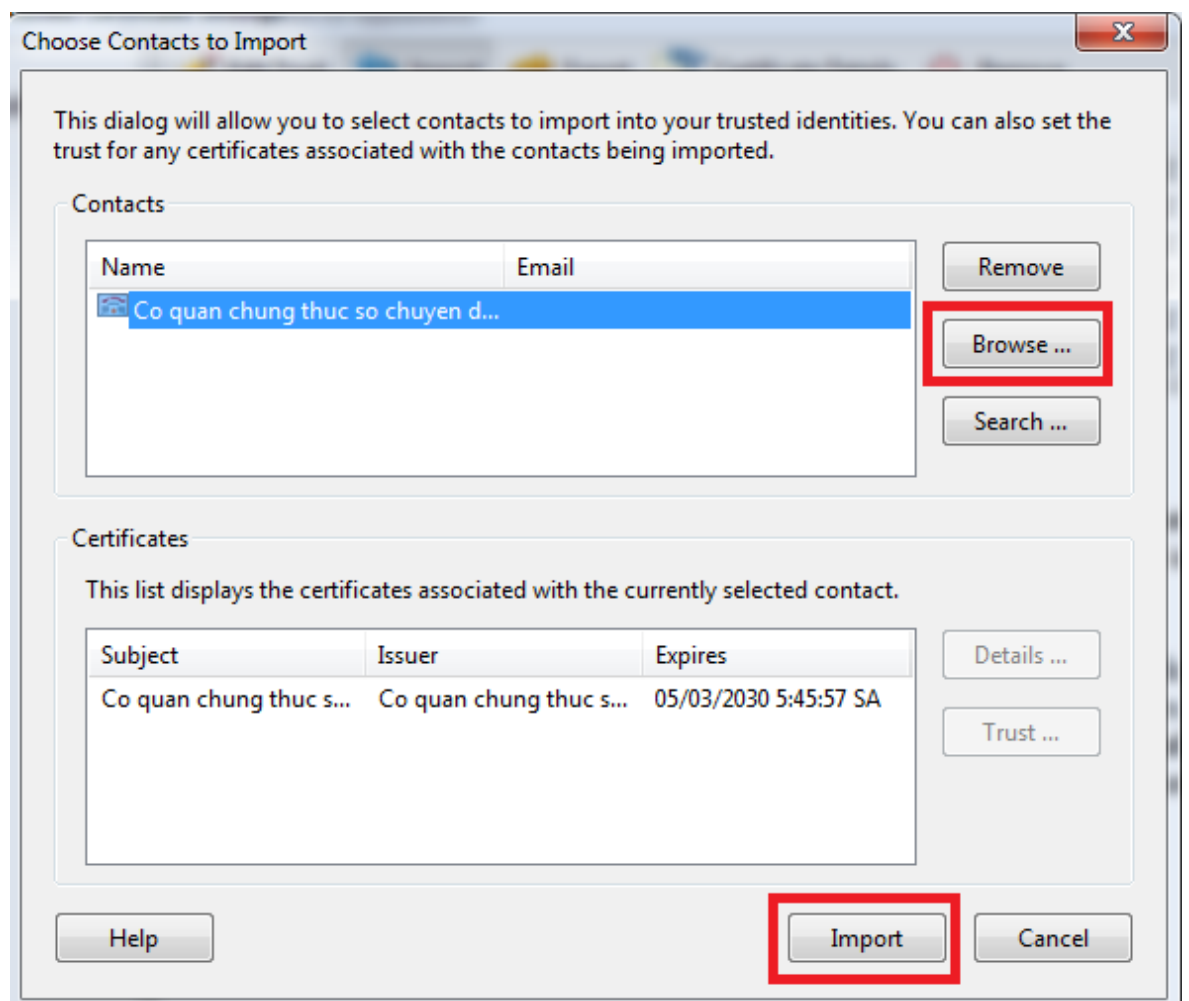 Choose Contacts to Import
This dialog will allow you to select contacts to import into your trusted identities. You can also set the
trust for any certificates associated with the contacts being imported.
Contacts
Name Email
Co quan chung thuc so chuyen d...
Remove
Browse ...
Search ...
Certificates
This list displays the certificates associated with the currently selected contact.
Subject Issuer Expires
Co quan chung thuc s... Co quan chung thuc s... 05/03/2030 5:45:57 SA
Details ...
Trust ...
Help Import Cancel